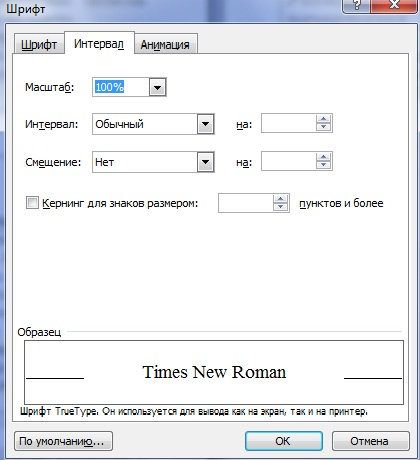 Шрифт
Шрифт Интервал Анимация
Масштаб: 100%
Интервал: Обычный на:
Смещение: Нет на:
Кернинг для знаков размером: пунктов и более
Образец
Times New Roman
Шрифт TrueType. Он используется для вывода как на экран, так и на принтер.
По умолчанию... ОК Отмена